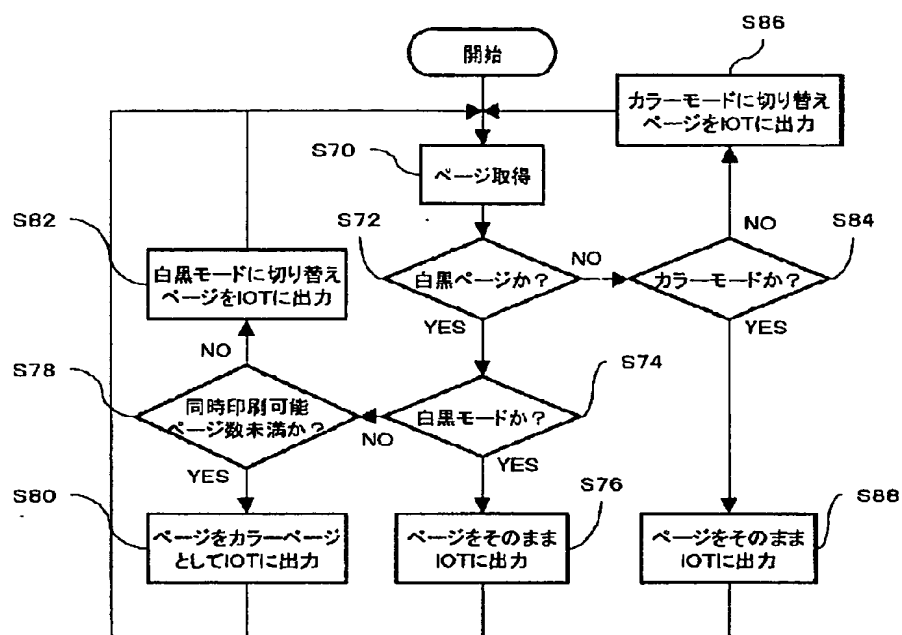 S86
開始
カラーモードに切り替え
ページをIOTに出力
S70
ページ取得
S82
S72
NO
S84
白黒モードに切り替え
ページをIOTに出力
白黒ページか?
NO
カラーモードか?
YES
YES
NO
S78
S74
同時印刷可能
ページ数未満か?
NO
白黒モードか?
YES
YES
S80
S76
S88
ページをカラーページ
としてIOTに出力
ページをそのまま
IOTに出力
ページをそのまま
IOTに出力